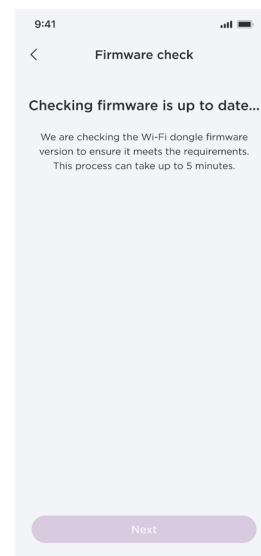 9:41
Firmware check
Checking firmware is up to date...
We are checking the Wi-Fi dongle firmware
version to ensure it meets the requirements.
This process can take up to 5 minutes.
Next